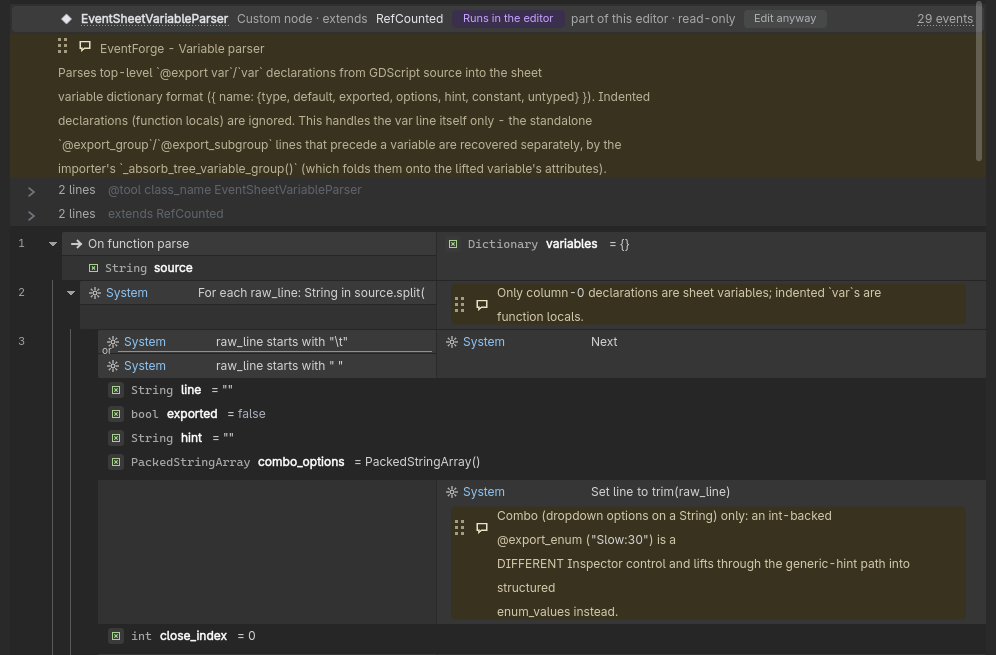 EventSheetVariableParser Custom node · extends RefCounted Runs in the editor part of this editor · read-only Edit anyway 29 events
EventForge - Variable parser
Parses top-level `@export var`/`var` declarations from GDScript source into the sheet
variable dictionary format ({ name: {type, default, exported, options, hint, constant, untyped} }). Indented
declarations (function locals) are ignored. This handles the var line itself only - the standalone
`@export_group`/`@export_subgroup` lines that precede a variable are recovered separately, by the
importer's `_absorb_tree_variable_group()` (which folds them onto the lifted variable's attributes).
2 lines @tool class_name EventSheetVariableParser
2 lines extends RefCounted
1 On function parse Dictionary variables = {}
String source
2 System For each raw_line: String in source.split( Only column-0 declarations are sheet variables; indented `var`s are
function locals.
3 System raw_line starts with "\t" System Next
or
System raw_line starts with " "
String line = ""
bool exported = false
String hint = ""
PackedStringArray combo_options = PackedStringArray()
System Set line to trim(raw_line)
Combo (dropdown options on a String) only: an int-backed
@export_enum ("Slow:30") is a
DIFFERENT Inspector control and lifts through the generic-hint path into
structured
enum_values instead.
int close_index = 0